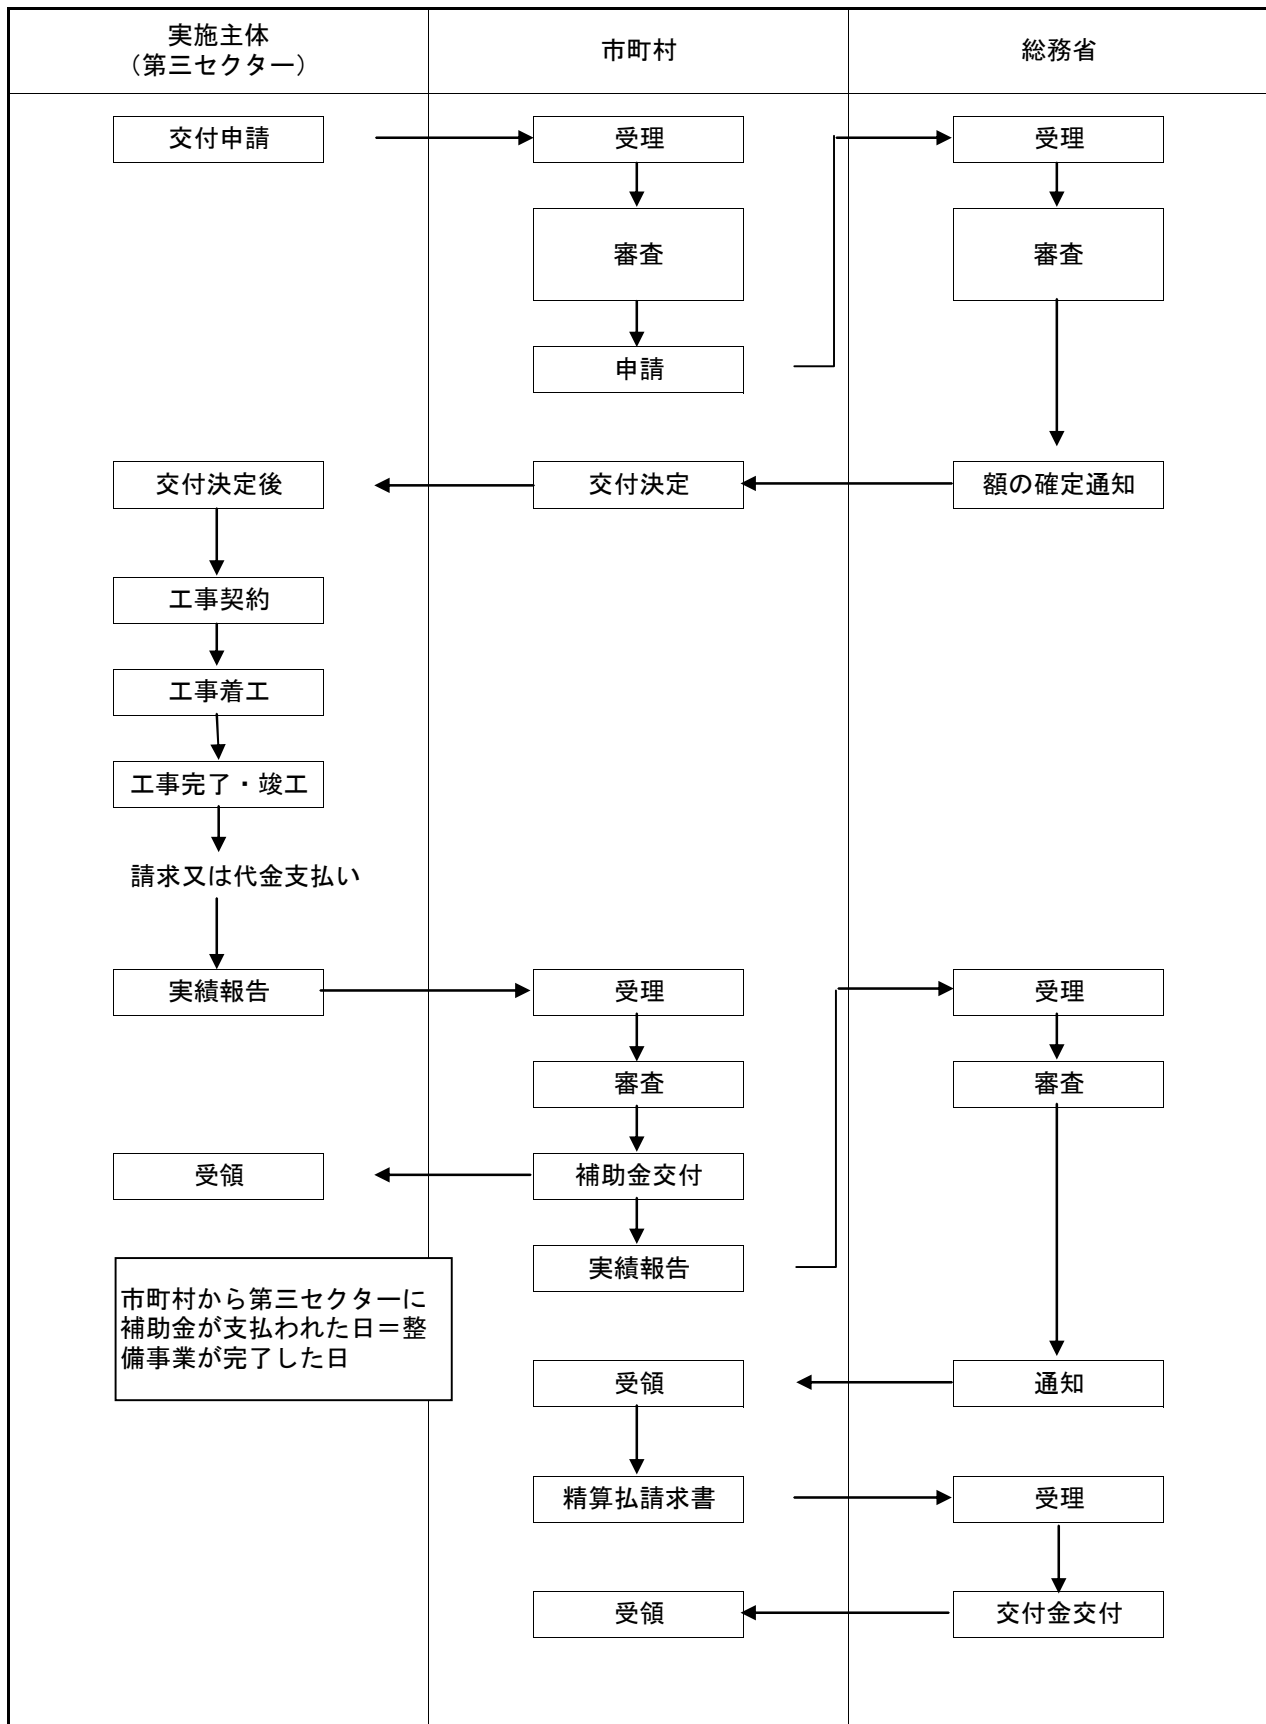 実施主体
（第三セクター）
市町村
総務省
交付申請
受理
受理
審査
審査
申請
交付決定後
交付決定
額の確定通知
工事契約
工事着工
工事完了・竣工
請求又は代金支払い
実績報告
受理
受理
審査
審査
受領
補助金交付
実績報告
市町村から第三セクターに
補助金が支払われた日＝整
備事業が完了した日
受領
通知
精算払請求書
受理
受領
交付金交付